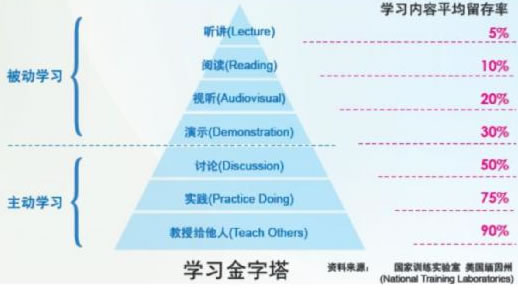 学习内容平均留存率
听讲(Lecture)
5%
阅读(Reading)
10%
被动学习
视听(Audiovisual)
20%
演示(Demonstration)
30%
讨论(Discussion)
50%
主动学习
实践(Practice Doing)
75%
教授给他人(Teach Others)
90%
学习金字塔
资料来源： 国家训练实验室 美国缅因州
(National Training Laboratories)